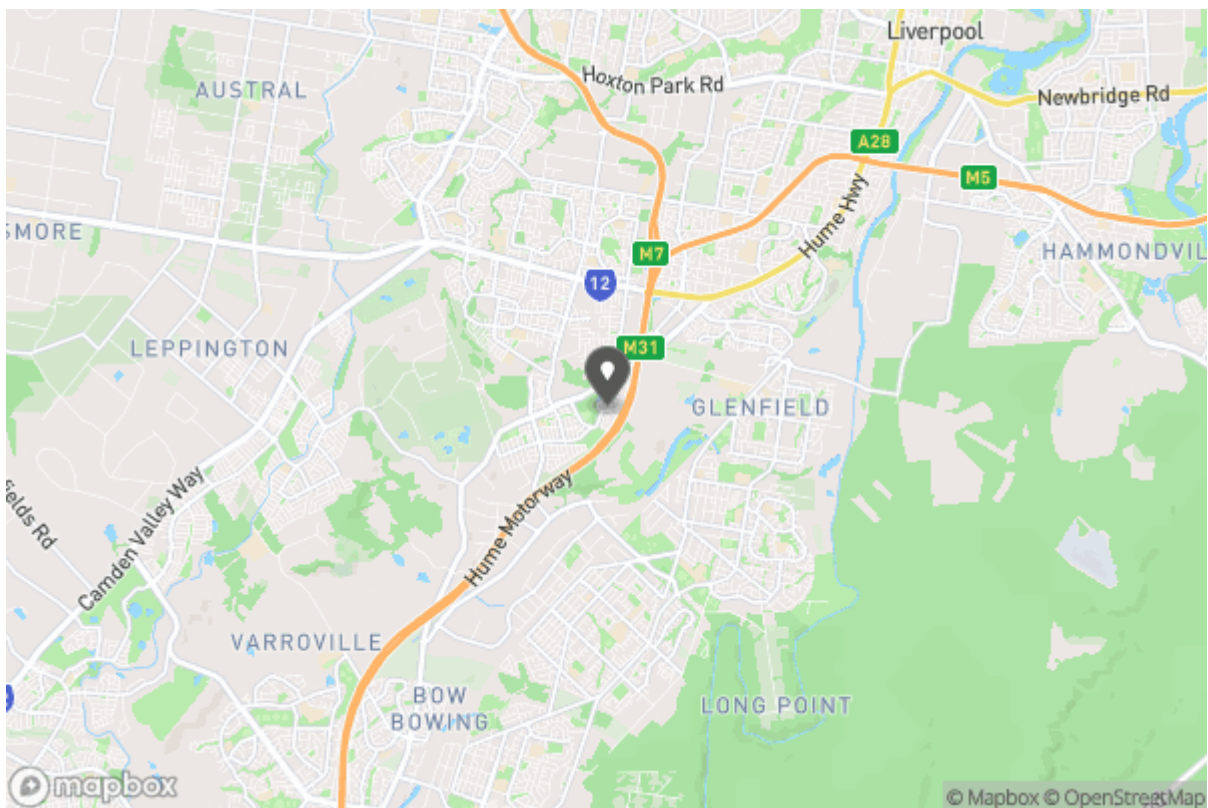 Liverpool
Hoxton Park Rd
AUSTRAL
Newbridge Rd
A28
M5
Hume Hwy
SMORE
M7
HAMMONDVIL
12
LEPPINGTON
M31
GLENFIELD
Camden Valley Way
fields Rd
Hume Motorway
VARROVILLE
BOW
BOWING
LONG POINT
mapbox
© Mapbox © OpenStreetMap